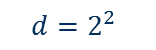 d = 2²